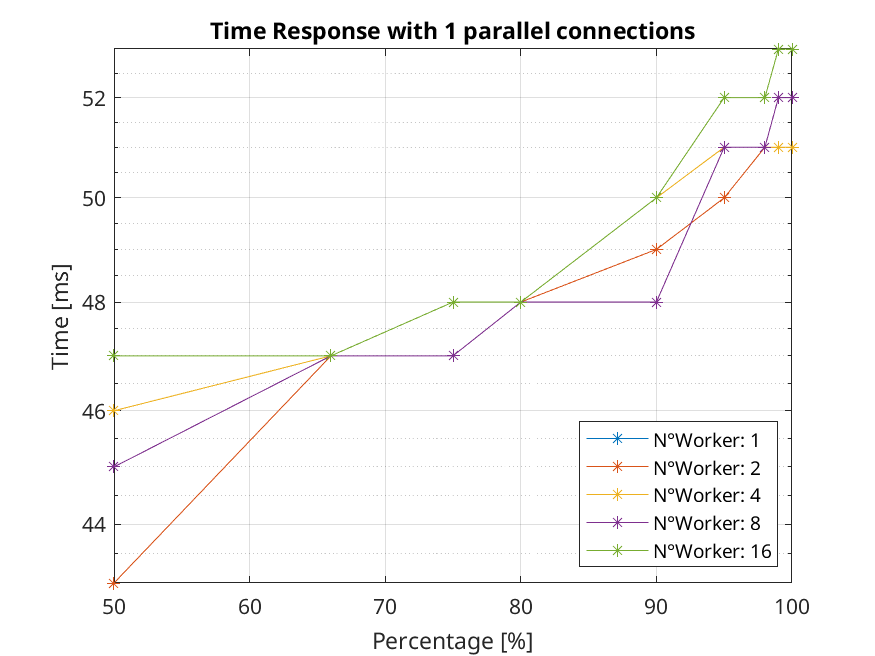 Time Response with 1 parallel connections
52
50
48
46
44
Time [ms]
N°Worker: 1
N°Worker: 2
N°Worker: 4
N°Worker: 8
N°Worker: 16
50 60 70 80 90 100
Percentage [%]